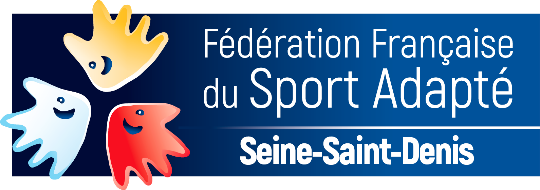 Fédération Française
du Sport Adapté
Seine-Saint-Denis